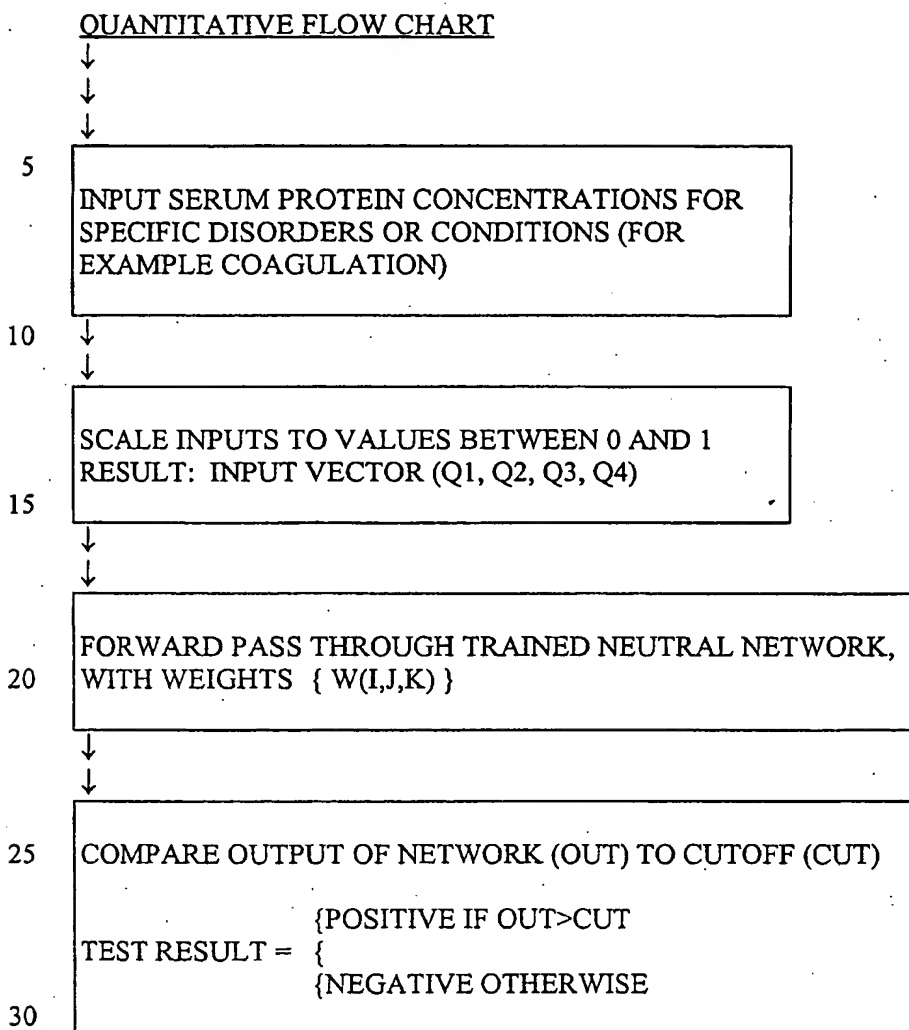 QUANTITATIVE FLOW CHART
↓
↓
↓
5
INPUT SERUM PROTEIN CONCENTRATIONS FOR
SPECIFIC DISORDERS OR CONDITIONS (FOR
EXAMPLE COAGULATION)
10 ↓
↓
SCALE INPUTS TO VALUES BETWEEN 0 AND 1
RESULT: INPUT VECTOR (Q1, Q2, Q3, Q4)
15
↓
↓
FORWARD PASS THROUGH TRAINED NEUTRAL NETWORK,
20 WITH WEIGHTS { W(I,J,K) }
↓
↓
25 COMPARE OUTPUT OF NETWORK (OUT) TO CUTOFF (CUT)
{POSITIVE IF OUT>CUT
TEST RESULT = {
{NEGATIVE OTHERWISE
30